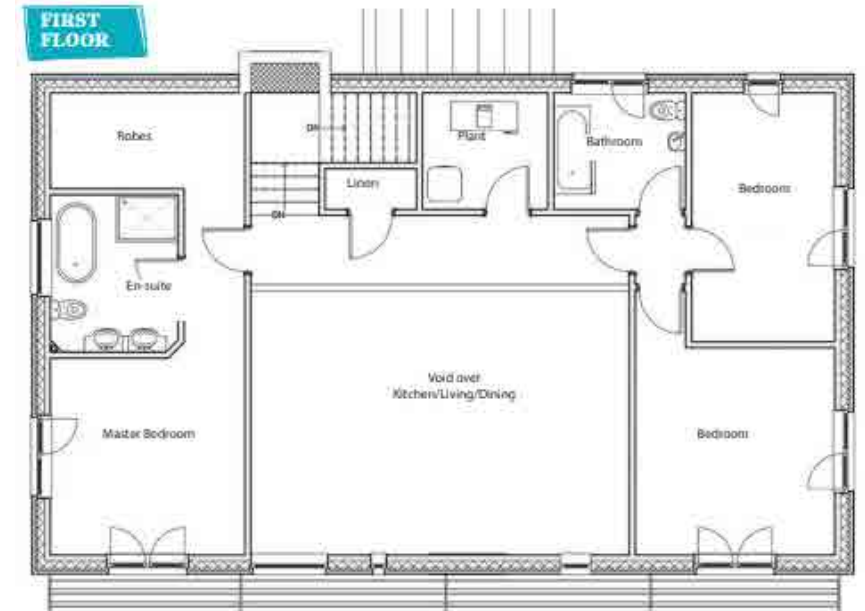 FIRST
FLOOR
Robes
DN
Plant
Bathroom
Linen
Bedroom
DN
En-suite
Void over
Kitchen/Living/Dining
Master Bedroom
Bedroom